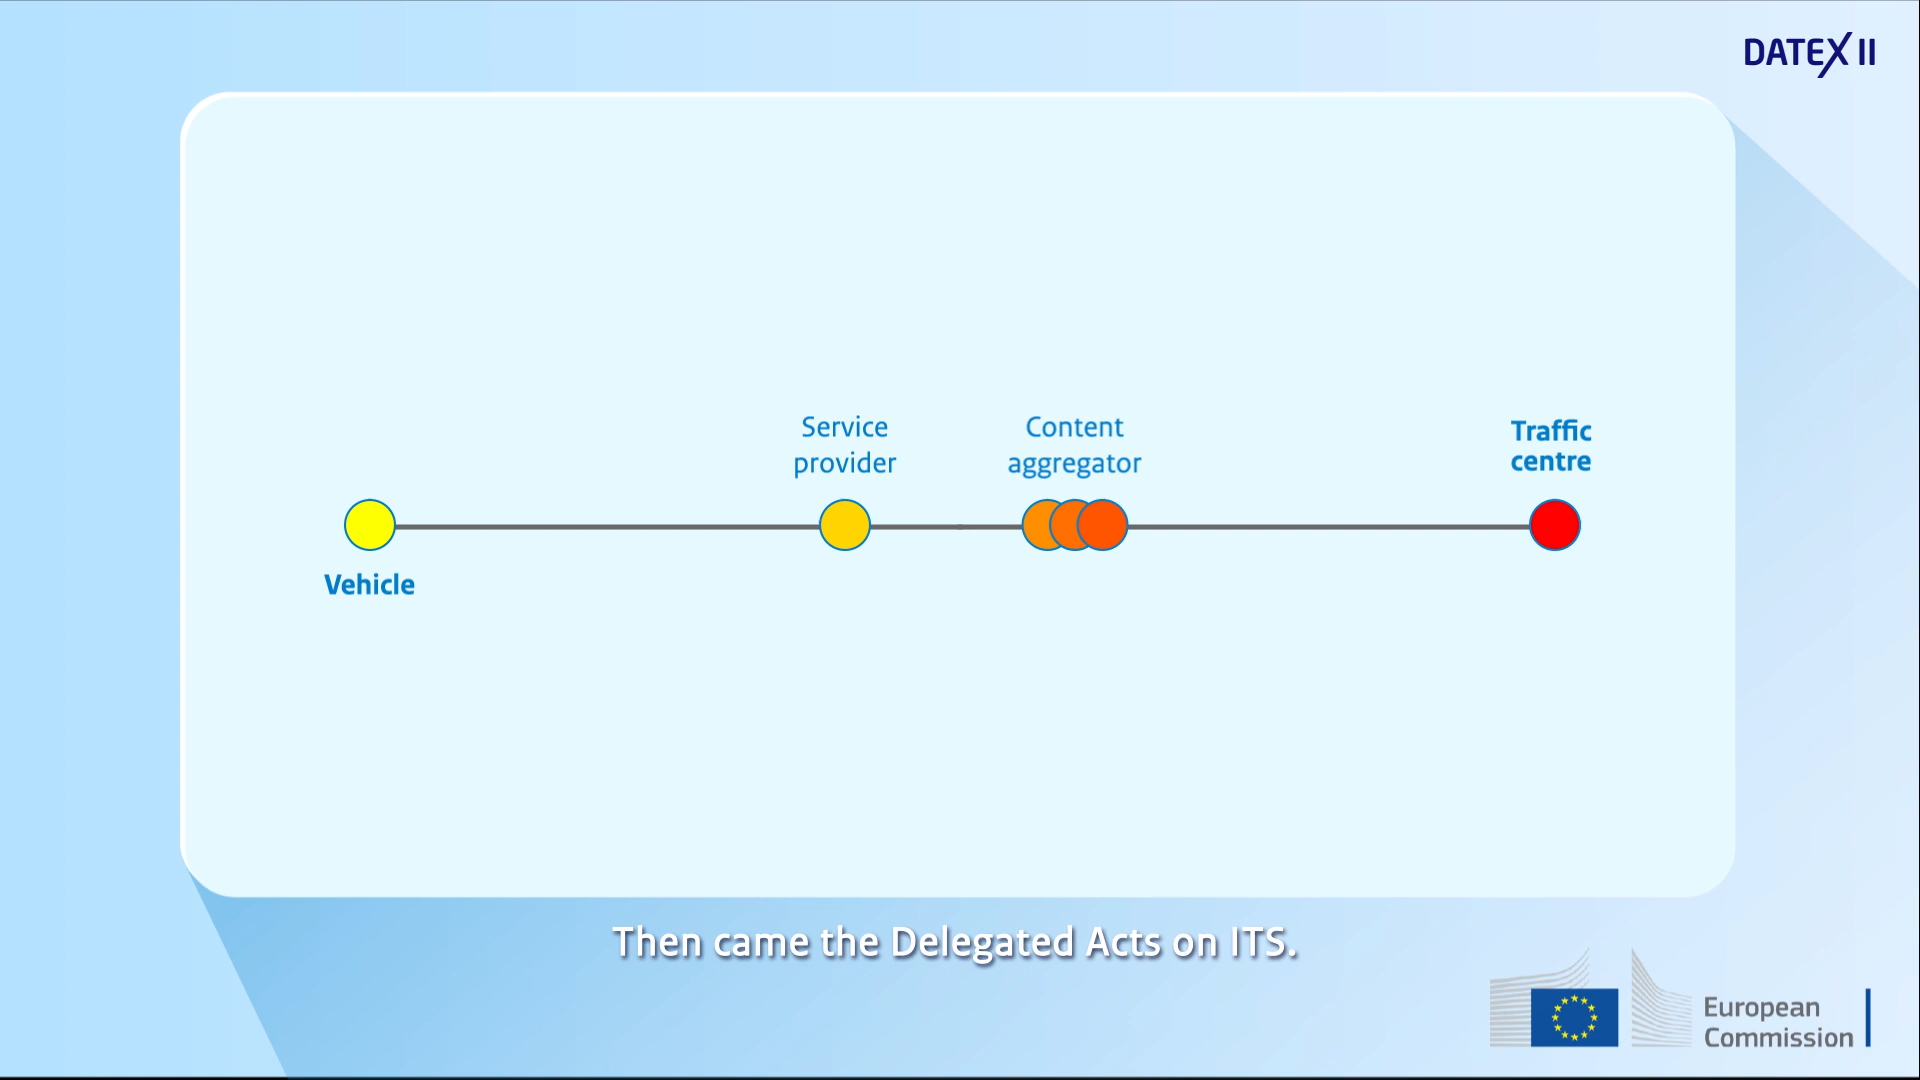 DATEX II
Service
provider
Content
aggregator
Traffic
centre
Vehicle
Then came the Delegated Acts on ITS.
European
Commission